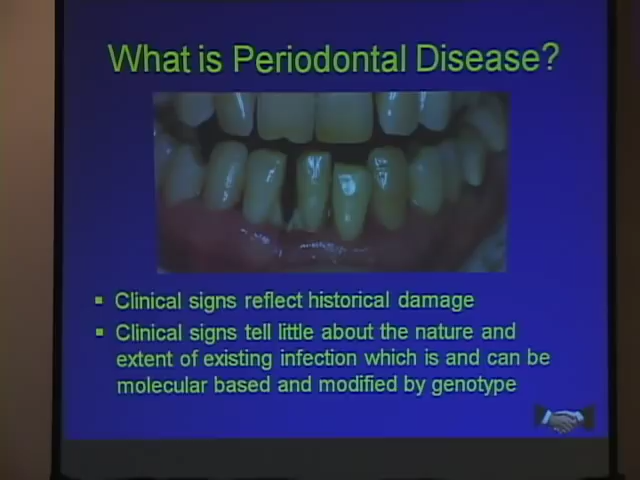 What is Periodontal Disease?
Clinical signs reflect historical damage
Clinical signs tell little about the nature and
extent of existing infection which is and can be
molecular based and modified by genotype